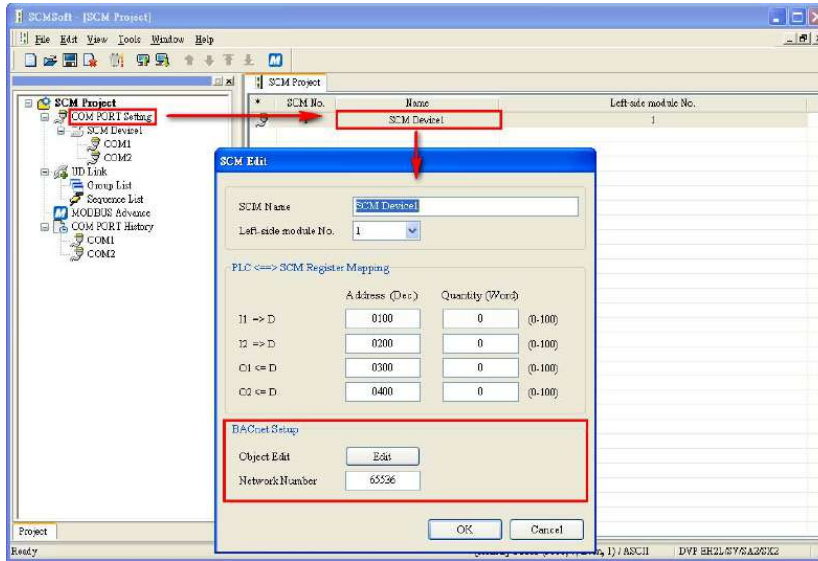 SCMSoft - [SCM Project]
File Edit View Tools Window Help
SCM Project
* SCM No. Name Left-side module No.
SCM Device1 1
SCM Project
COM PORT Setting
SCM Device1
COM1
COM2
UD Link
Group List
Sequence List
MODBUS Advance
COM PORT History
COM1
COM2
SCM Edit
SCM Name SCM Device1
Left-side module No. 1
PLC <==> SCM Register Mapping
Address (Dec.) Quantity (Word)
I1 => D 0100 0 (0-100)
I2 => D 0200 0 (0-100)
O1 <= D 0300 0 (0-100)
O2 <= D 0400 0 (0-100)
BACnet Setup
Object Edit Edit
Network Number 65536
OK Cancel
Project
Ready 1) / ASCII DVP EH2L/SV/SA2/SX2